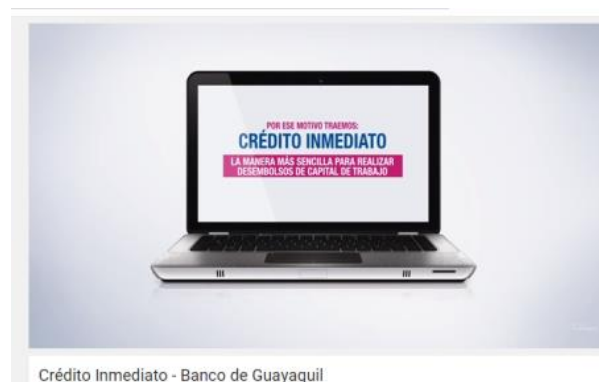 POR ESE MOTIVO TRAEMOS:
CRÉDITO INMEDIATO
LA MANERA MÁS SENCILLA PARA REALIZAR
DESEMBOLSOS DE CAPITAL DE TRABAJO
Crédito Inmediato - Banco de Guayaquil